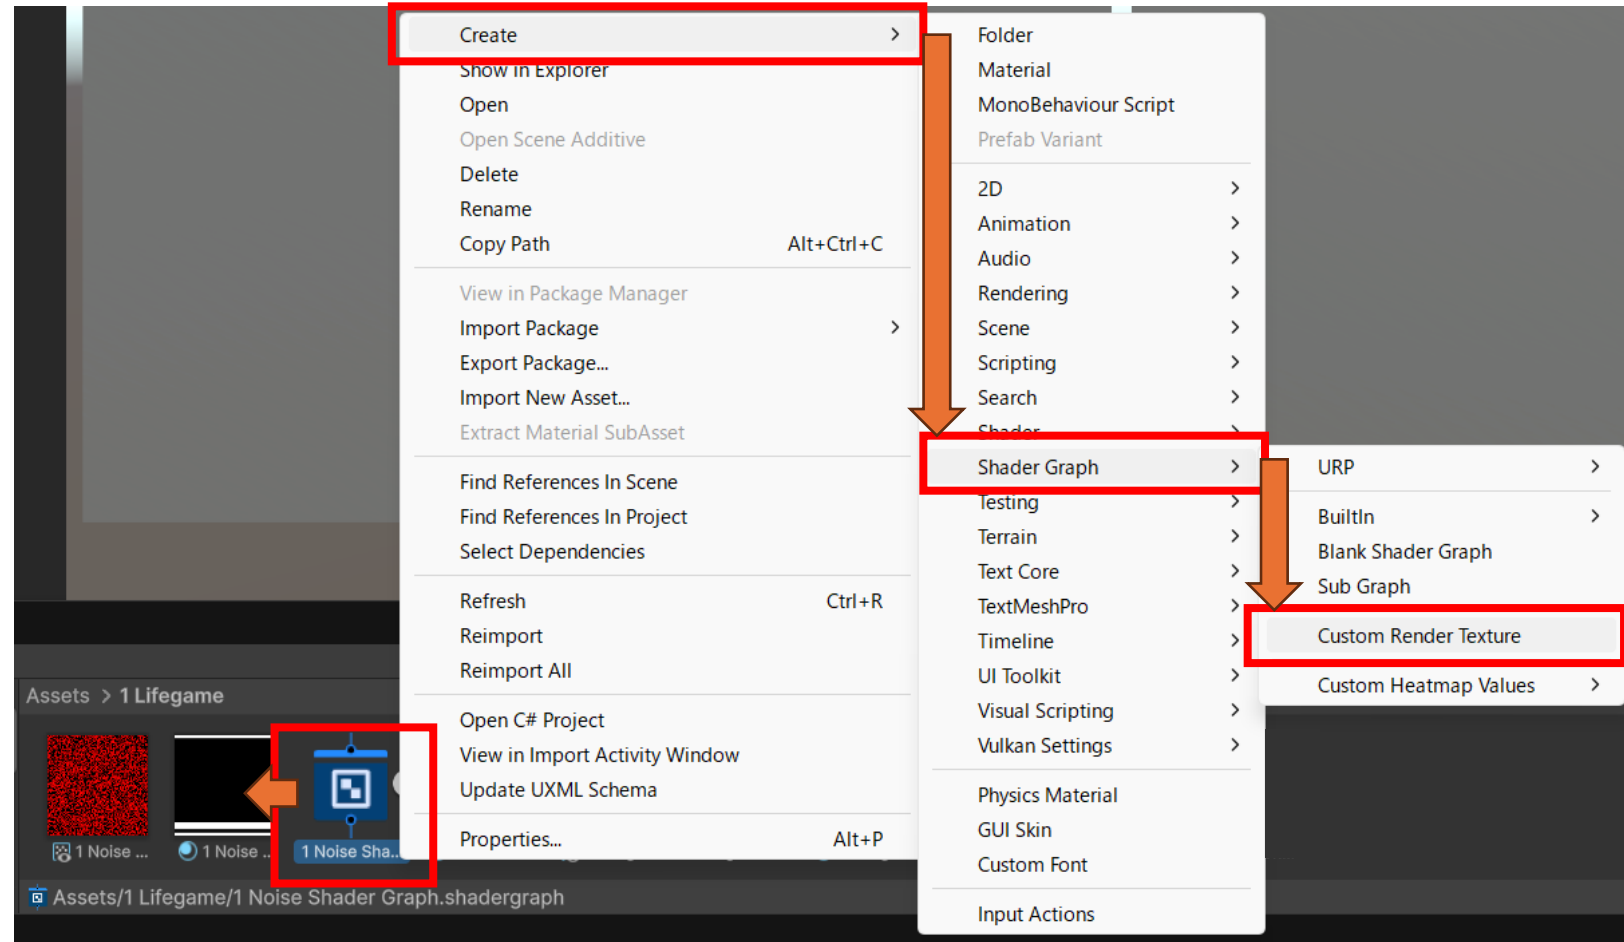 Create
Show in Explorer
Open
Open Scene Additive
Delete
Rename
Copy Path Alt+Ctrl+C
View in Package Manager
Import Package
Export Package...
Import New Asset...
Extract Material SubAsset
Find References In Scene
Find References In Project
Select Dependencies
Refresh Ctrl+R
Reimport
Reimport All
Open C# Project
View in Import Activity Window
Update UXML Schema
Properties... Alt+P
Folder
Material
MonoBehaviour Script
Prefab Variant
2D
Animation
Audio
Rendering
Scene
Scripting
Search
Shader
Shader Graph
Testing
Terrain
Text Core
TextMeshPro
Timeline
UI Toolkit
Visual Scripting
Vulkan Settings
Physics Material
GUI Skin
Custom Font
Input Actions
URP
BuiltIn
Blank Shader Graph
Sub Graph
Custom Render Texture
Custom Heatmap Values
Assets > 1 Lifegame
1 Noise ...
1 Noise ..
1 Noise Sha...
Assets/1 Lifegame/1 Noise Shader Graph.shadergraph